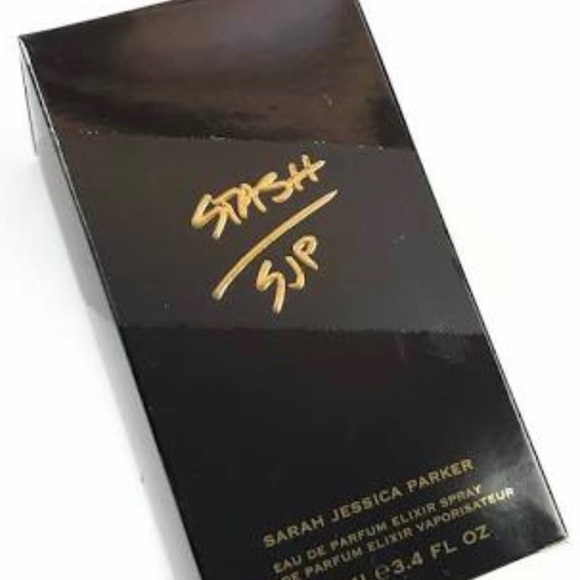 STASH
SJP
SARAH JESSICA PARKER
EAU DE PARFUM ELIXIR SPRAY
DE PARFUM ELIXIR VAPORISATEUR
℮3.4 FL OZ